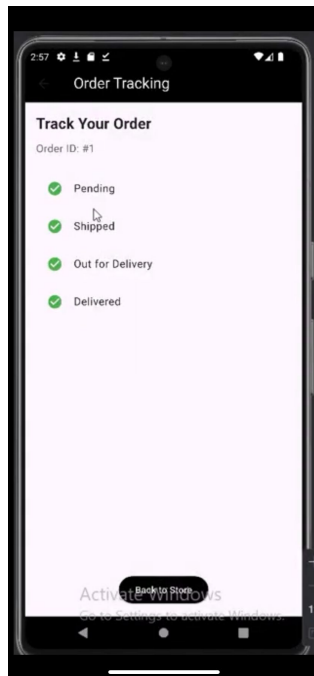 2:57
Order Tracking
Track Your Order
Order ID: #1
Pending
Shipped
Out for Delivery
Delivered
Back to Store
Activate Windows
Go to Settings to activate Windows.
1